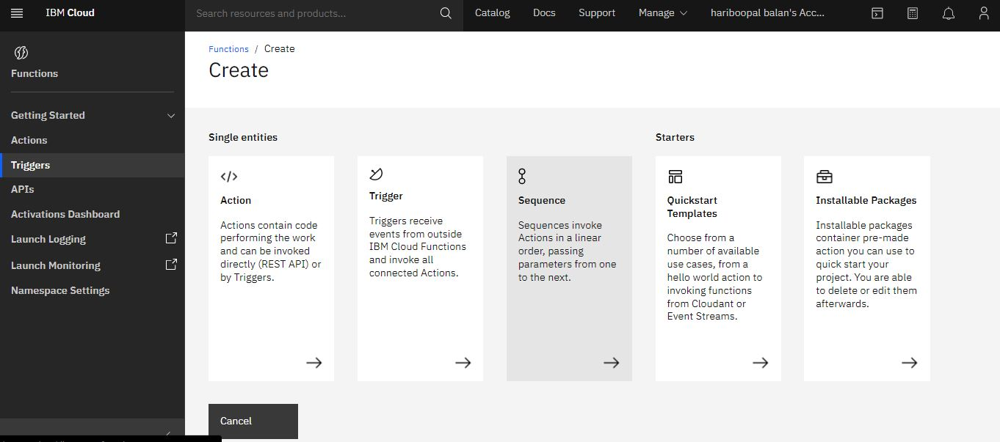 IBM Cloud
Search resources and products...
Catalog
Docs
Support
Manage
hariboopal balan's Acc...
Functions
Getting Started
Actions
Triggers
APIs
Activations Dashboard
Launch Logging
Launch Monitoring
Namespace Settings
Functions / Create
Create
Single entities
Starters
</>
Action
Actions contain code
performing the work
and can be invoked
directly (REST API) or
by Triggers.
Trigger
Triggers receive
events from outside
IBM Cloud Functions
and invoke all
connected Actions.
Sequence
Sequences invoke
Actions in a linear
order, passing
parameters from one
to the next.
Quickstart
Templates
Choose from a
number of available
use cases, from a
hello world action to
invoking functions
from Cloudant or
Event Streams.
Installable Packages
Installable packages
container pre-made
action you can use to
quick start your
project. You are able
to delete or edit them
afterwards.
Cancel